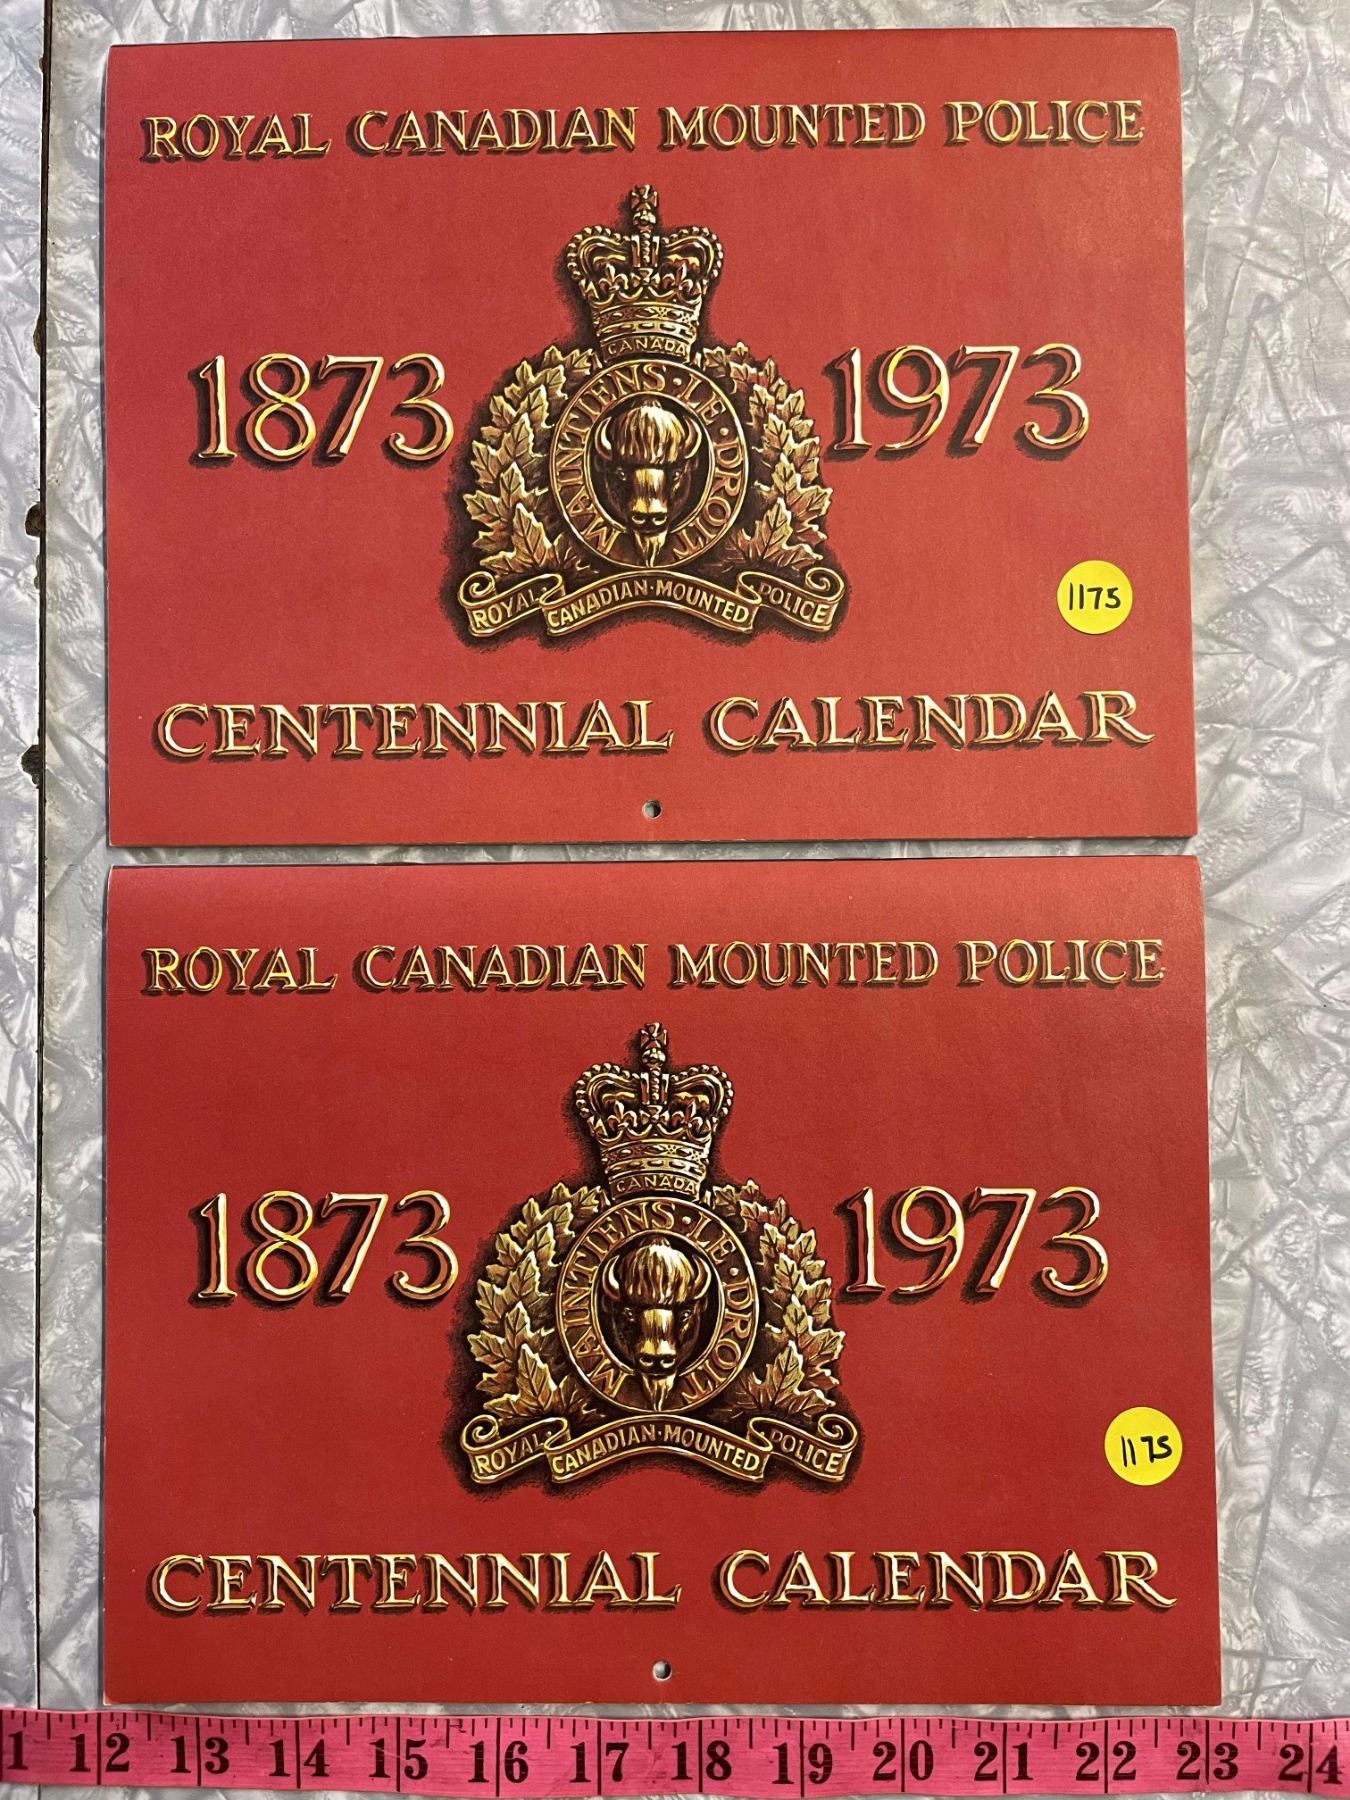 ROYAL CANADIAN MOUNTED POLICE
CANADA
1873 1973
MAINTIENS·LE·DROIT
1175
ROYAL CANADIAN·MOUNTED POLICE
CENTENNIAL CALENDAR
ROYAL CANADIAN MOUNTED POLICE
CANADA
1873 1973
MAINTIENS·LE·DROIT
1175
ROYAL CANADIAN·MOUNTED POLICE
CENTENNIAL CALENDAR
1 12 13 14 15 16 17 18 19 20 21 22 23 24